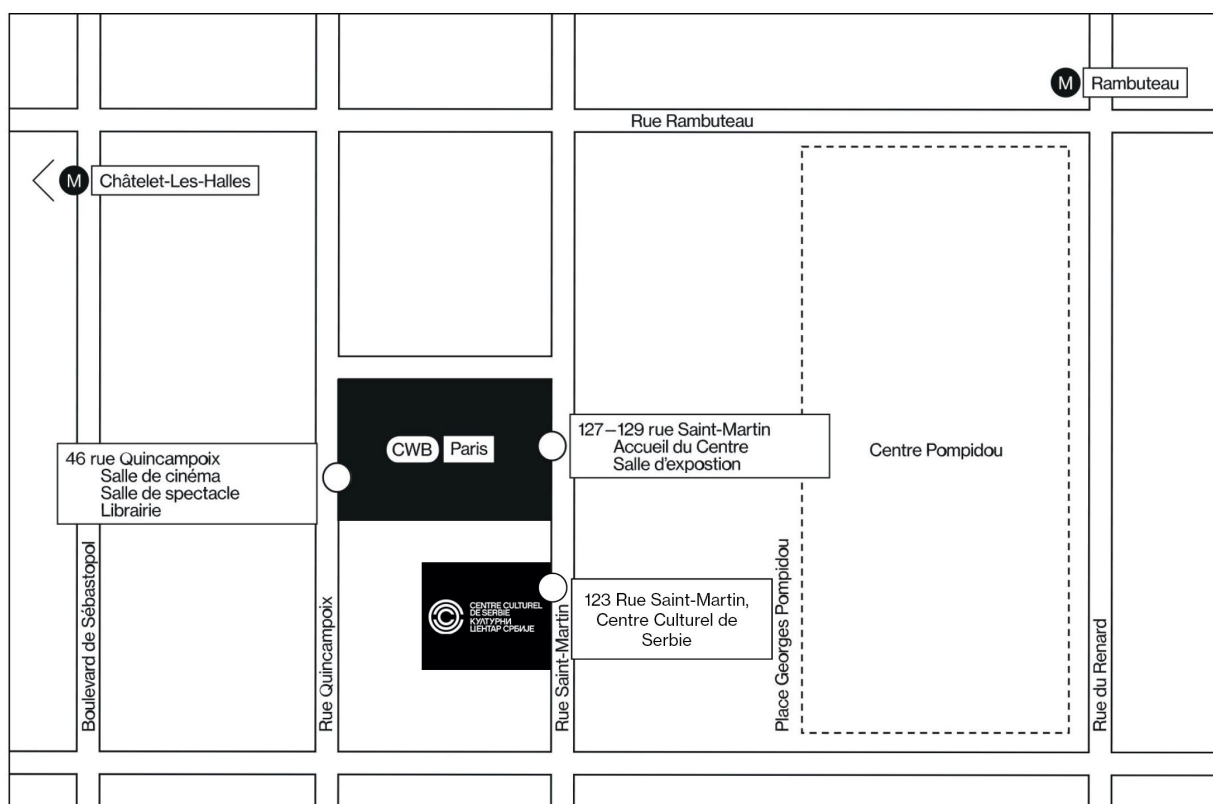 M Rambuteau
Rue Rambuteau
M Châtelet-Les-Halles
CWB Paris
127–129 rue Saint-Martin
Accueil du Centre
Salle d'expostion
Centre Pompidou
46 rue Quincampoix
Salle de cinéma
Salle de spectacle
Librairie
CENTRE CULTUREL
DE SERBIE
КУЛТУРНИ
ЦЕНТАР СРБИЈЕ
123 Rue Saint-Martin,
Centre Culturel de
Serbie
Boulevard de Sébastopol
Rue Quincampoix
Rue Saint-Martin
Place Georges Pompidou
Rue du Renard